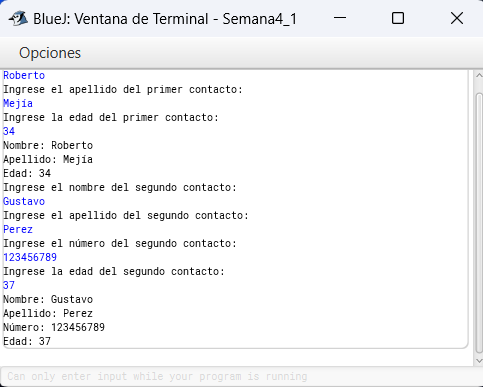 BlueJ: Ventana de Terminal - Semana4_1
Opciones
Roberto
Ingrese el apellido del primer contacto:
Mejía
Ingrese la edad del primer contacto:
34
Nombre: Roberto
Apellido: Mejía
Edad: 34
Ingrese el nombre del segundo contacto:
Gustavo
Ingrese el apellido del segundo contacto:
Perez
Ingrese el número del segundo contacto:
123456789
Ingrese la edad del segundo contacto:
37
Nombre: Gustavo
Apellido: Perez
Número: 123456789
Edad: 37
Can only enter input while your program is running